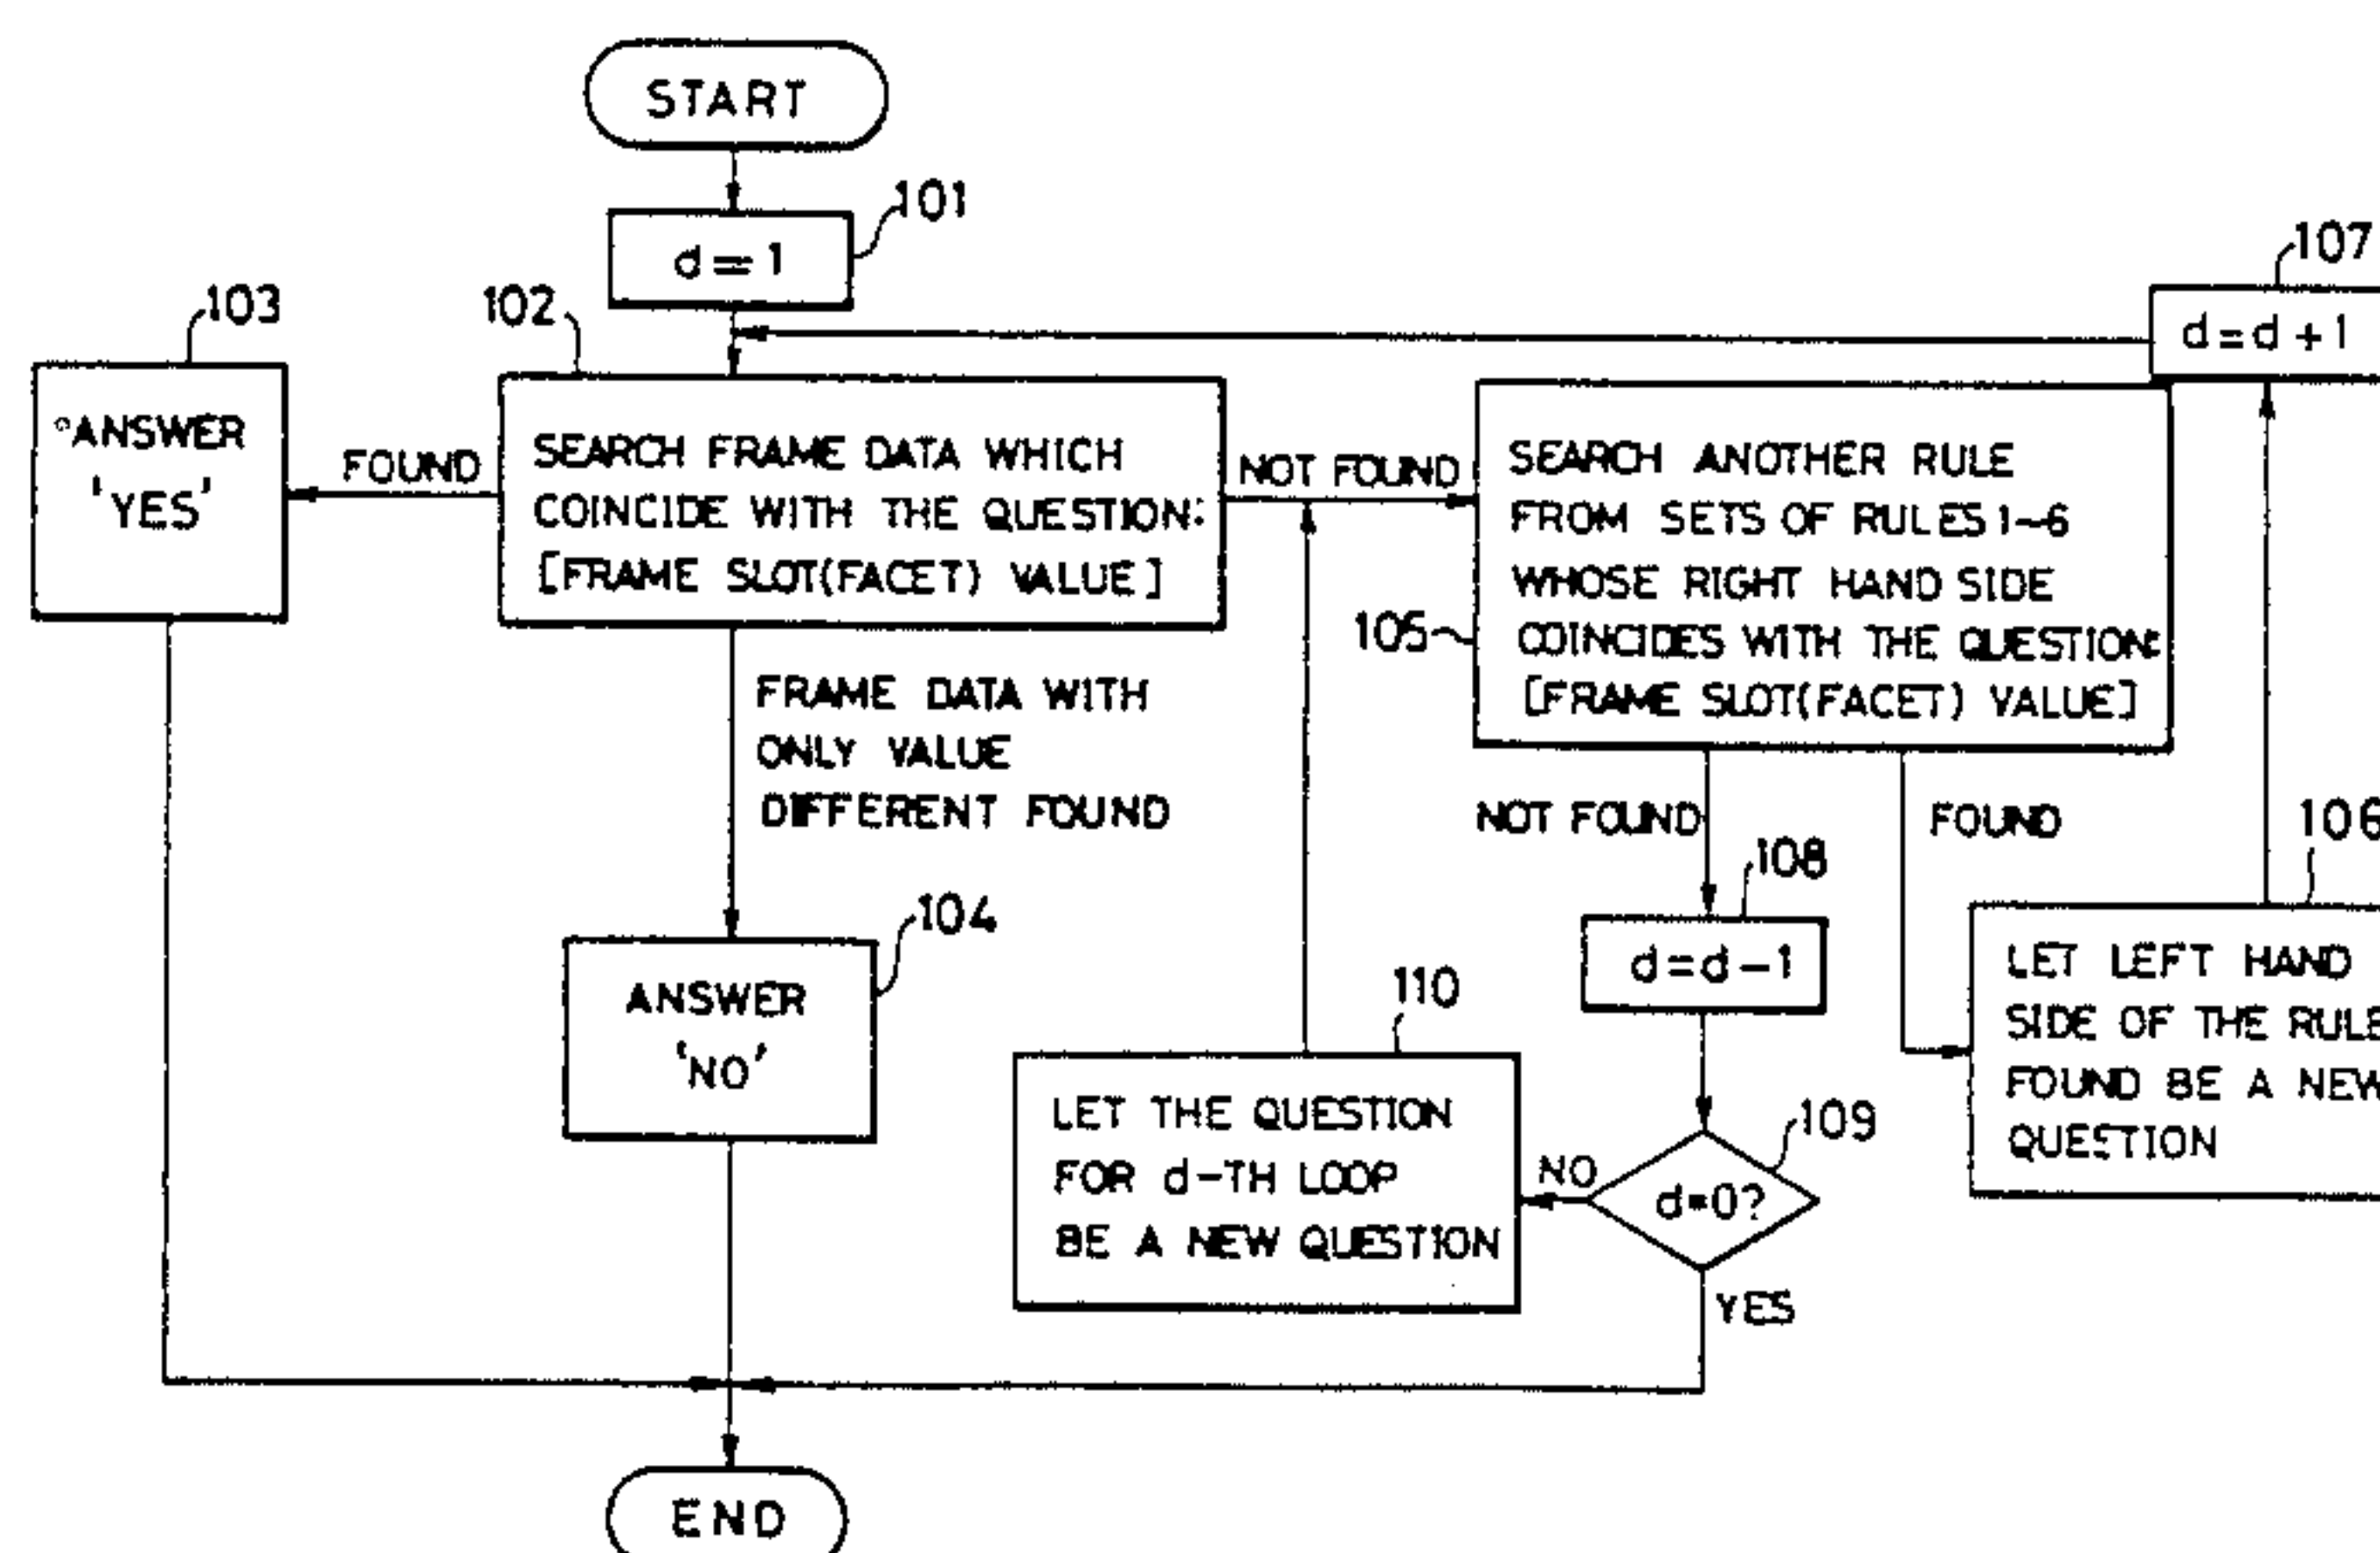 START
101
d=1
107
d=d+1
103
ANSWER
'YES'
FOUND
102
SEARCH FRAME DATA WHICH
COINCIDE WITH THE QUESTION:
[FRAME SLOT(FACET) VALUE]
NOT FOUND
105
SEARCH ANOTHER RULE
FROM SETS OF RULES 1~6
WHOSE RIGHT HAND SIDE
COINCIDES WITH THE QUESTION:
[FRAME SLOT(FACET) VALUE]
FRAME DATA WITH
ONLY VALUE
DIFFERENT FOUND
NOT FOUND
FOUND
108
d=d-1
106
LET LEFT HAND
SIDE OF THE RULE
FOUND BE A NEW
QUESTION
104
ANSWER
'NO'
110
LET THE QUESTION
FOR d-TH LOOP
BE A NEW QUESTION
NO
109
d=0?
YES
END